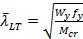 λ̄_LT = √(W_y f_y / M_cr)